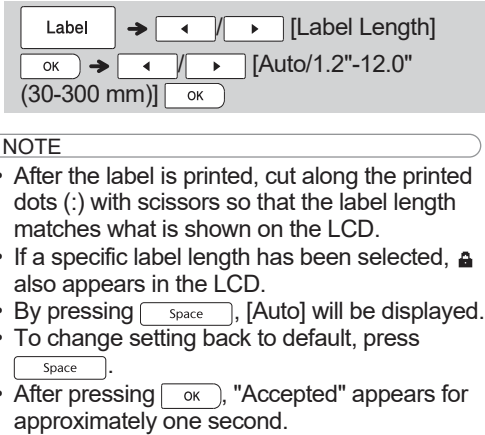 Label → ◄ / ► [Label Length]
OK → ◄ / ► [Auto/1.2"-12.0"
(30-300 mm)] OK
NOTE
• After the label is printed, cut along the printed
dots (:) with scissors so that the label length
matches what is shown on the LCD.
• If a specific label length has been selected, 🔒
also appears in the LCD.
• By pressing Space , [Auto] will be displayed.
• To change setting back to default, press
Space .
• After pressing OK , "Accepted" appears for
approximately one second.